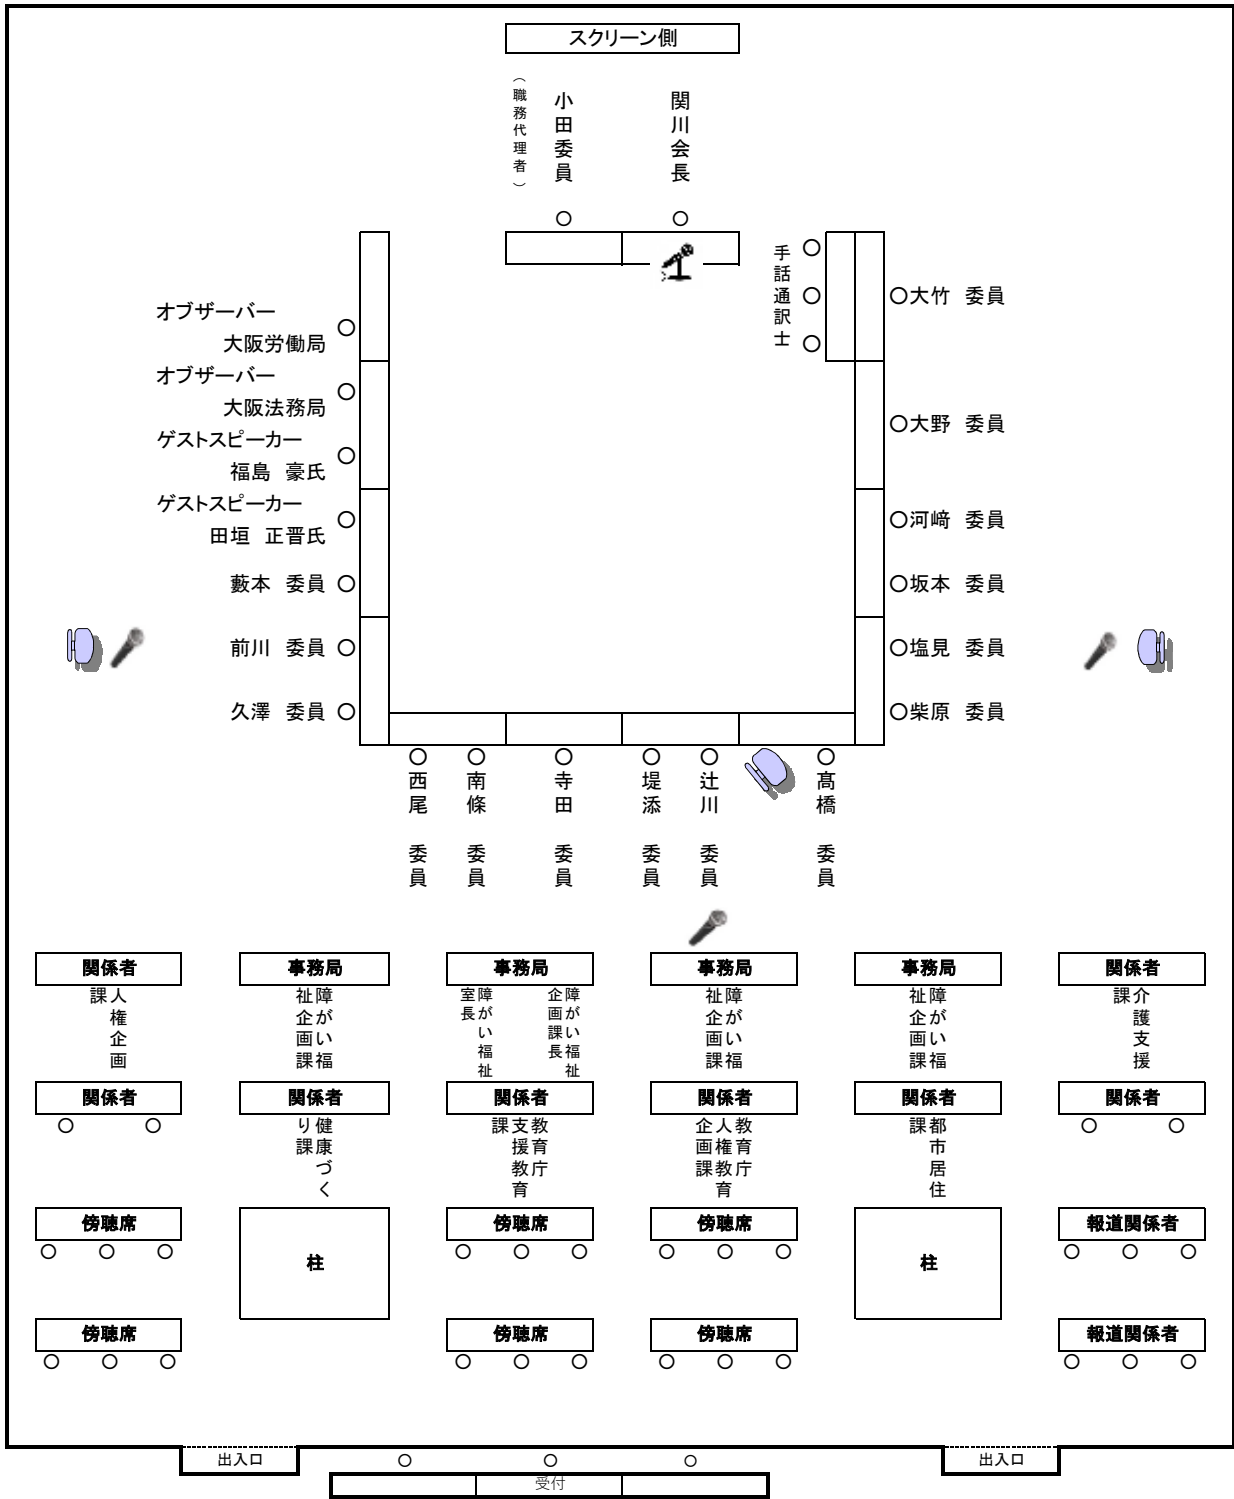 スクリーン側
（職務代理者）
小田委員
関川会長
手話通訳士
オブザーバー
大阪労働局
オブザーバー
大阪法務局
ゲストスピーカー
福島　豪氏
ゲストスピーカー
田垣　正晋氏
藪本　委員
前川　委員
久澤　委員
大竹　委員
大野　委員
河﨑　委員
坂本　委員
塩見　委員
柴原　委員
西尾　委員
南條　委員
寺田　委員
堤添　委員
辻川　委員
髙橋　委員
関係者
人権企画
課
事務局
障がい福
祉企画課
事務局
障がい福祉
室長
障がい福祉
企画課長
事務局
障がい福
祉企画課
事務局
障がい福
祉企画課
関係者
介護支援
課
関係者
関係者
健康づく
り課
関係者
教育庁
支援教育
課
関係者
教育庁
人権教育
企画課
関係者
都市居住
課
関係者
傍聴席
柱
傍聴席
傍聴席
柱
報道関係者
傍聴席
傍聴席
傍聴席
報道関係者
出入口
受付
出入口